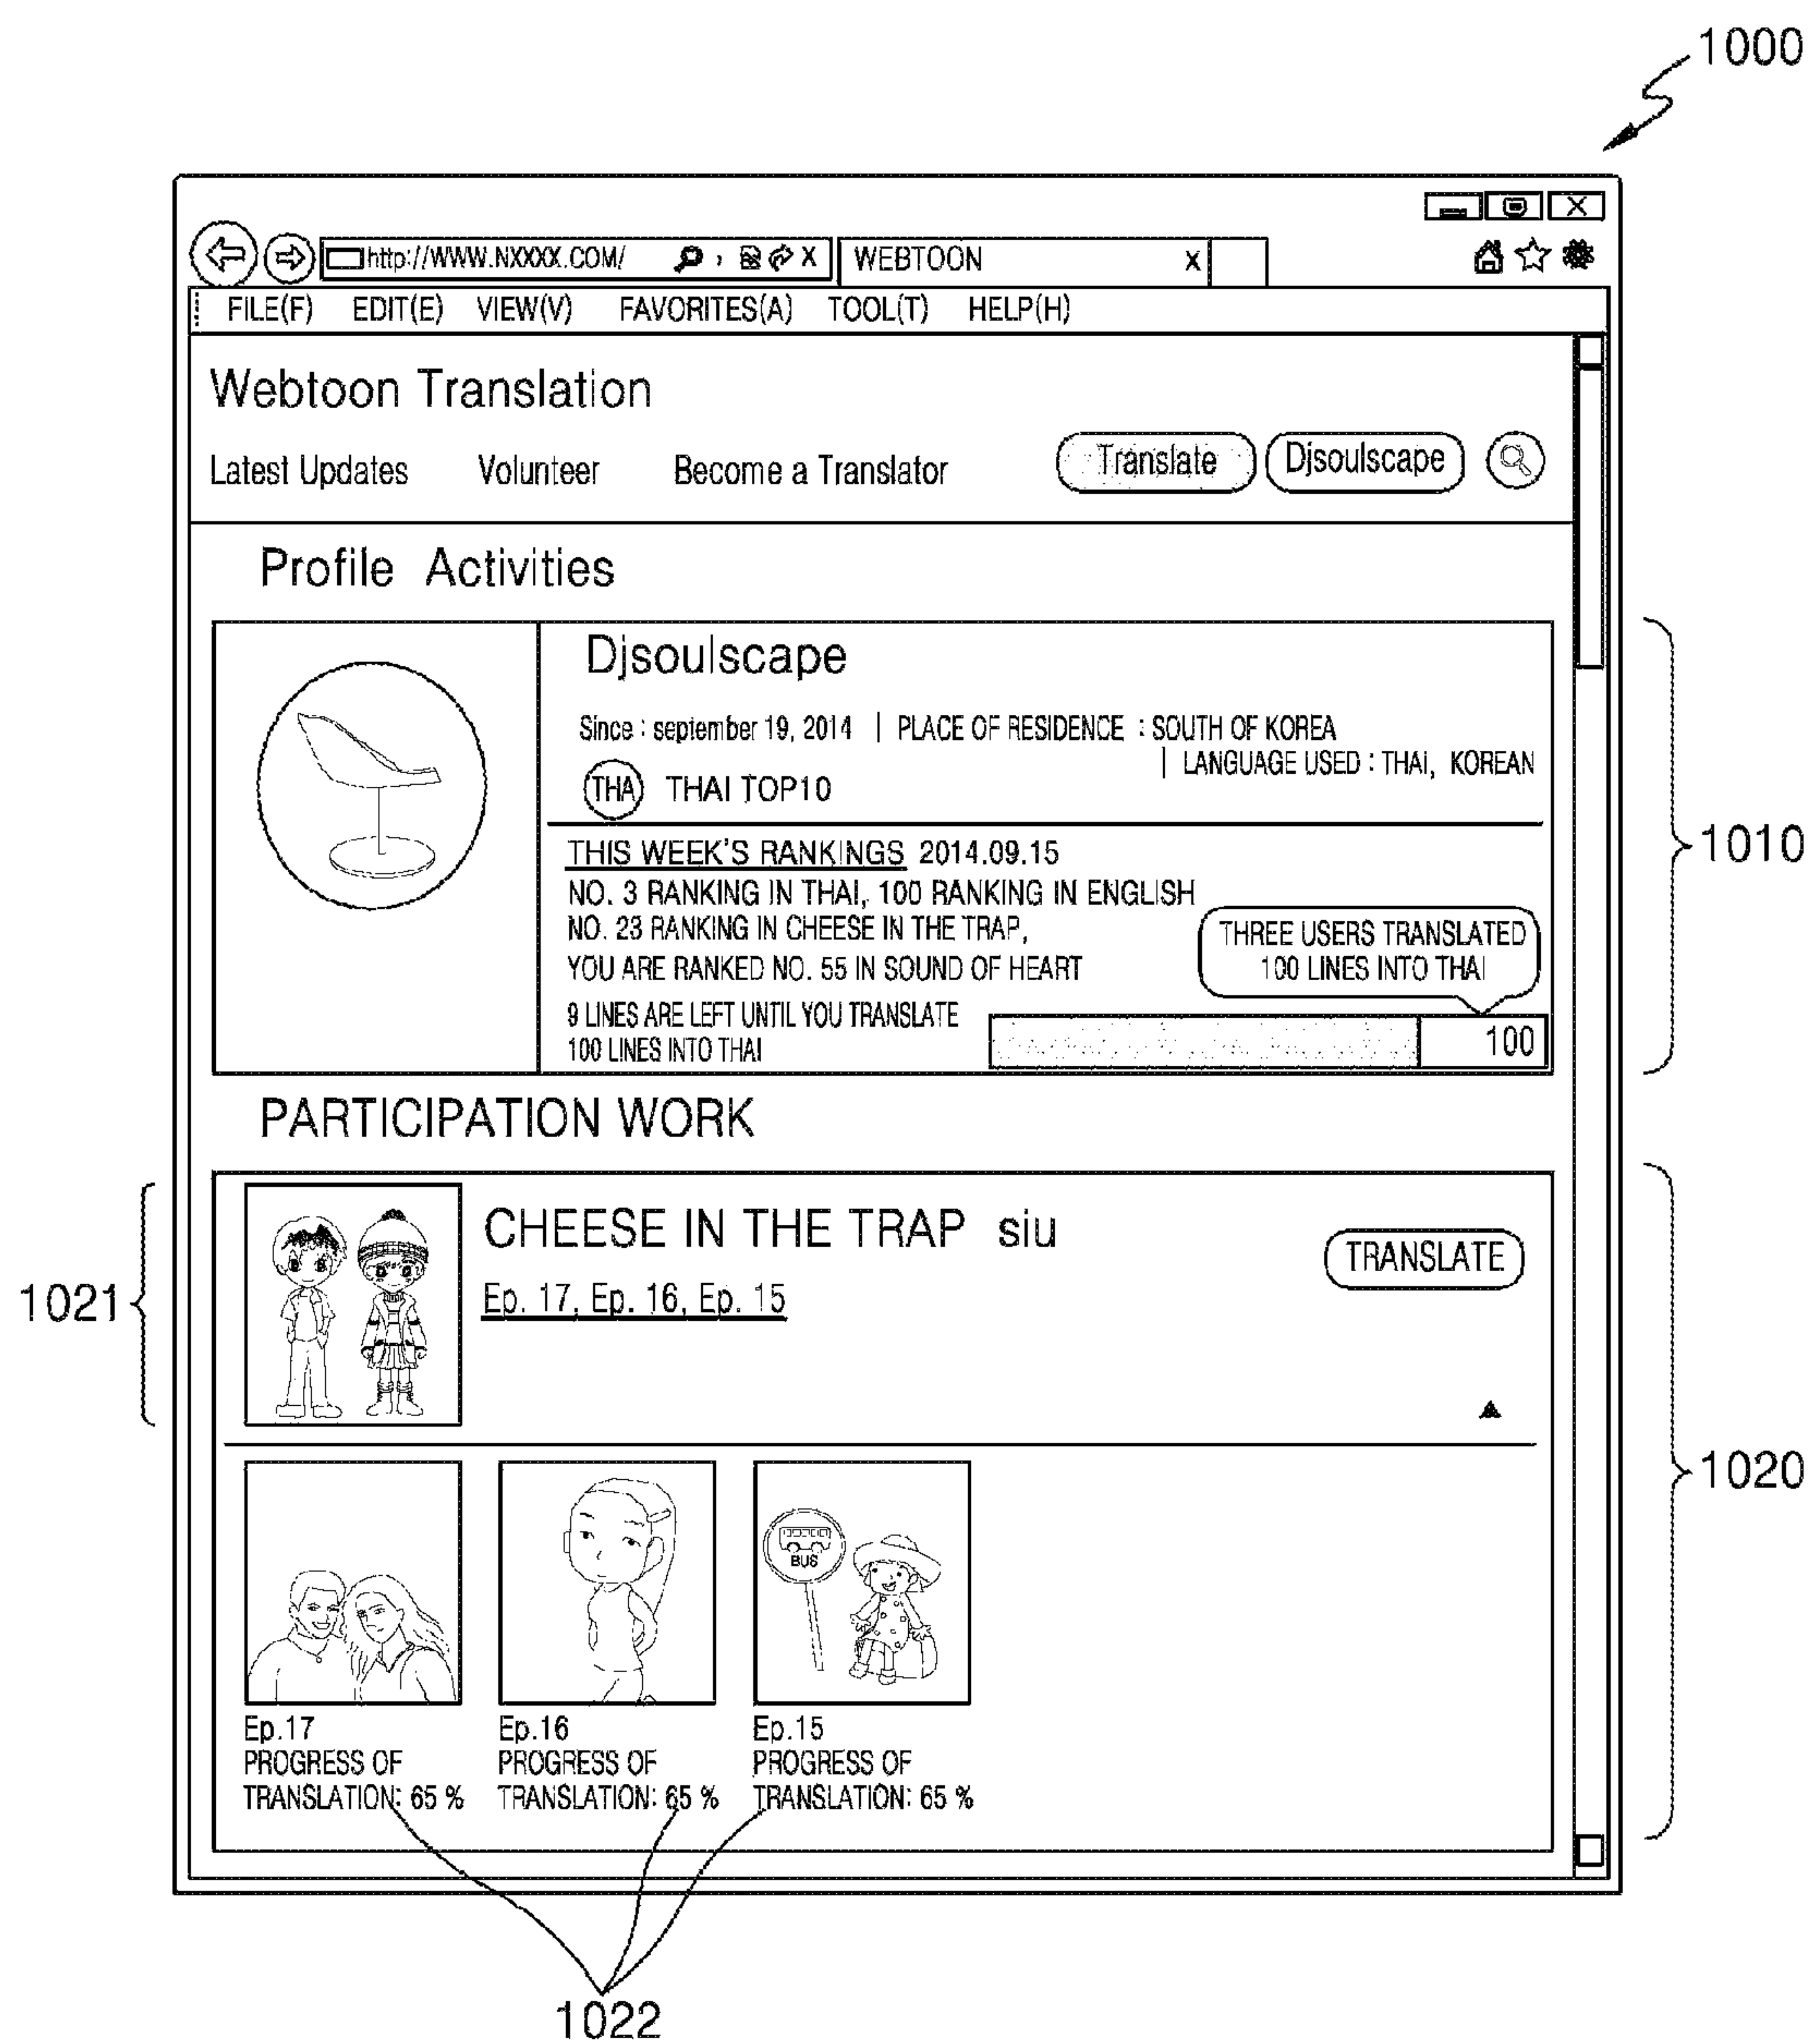 1000
http://WWW.NXXXX.COM/ X WEBTOON X
FILE(F) EDIT(E) VIEW(V) FAVORITES(A) TOOL(T) HELP(H)
Webtoon Translation
Latest Updates Volunteer Become a Translator Translate Djsoulscape
Profile Activities
Djsoulscape
Since : september 19, 2014 | PLACE OF RESIDENCE : SOUTH OF KOREA
| LANGUAGE USED : THAI, KOREAN
THA THAI TOP10
THIS WEEK'S RANKINGS 2014.09.15
NO. 3 RANKING IN THAI, 100 RANKING IN ENGLISH
NO. 23 RANKING IN CHEESE IN THE TRAP,
YOU ARE RANKED NO. 55 IN SOUND OF HEART
THREE USERS TRANSLATED
100 LINES INTO THAI
9 LINES ARE LEFT UNTIL YOU TRANSLATE
100 LINES INTO THAI
100
1010
PARTICIPATION WORK
1021
CHEESE IN THE TRAP siu
TRANSLATE
Ep. 17, Ep. 16, Ep. 15
1020
BUS
Ep.17
PROGRESS OF
TRANSLATION: 65 %
Ep.16
PROGRESS OF
TRANSLATION: 65 %
Ep.15
PROGRESS OF
TRANSLATION: 65 %
1022